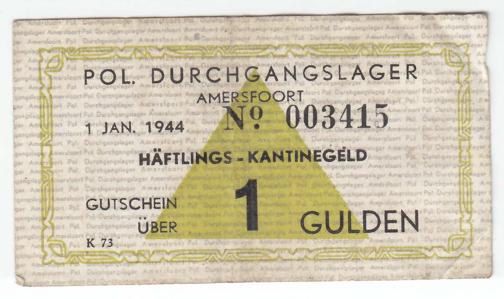 POL. DURCHGANGSLAGER
AMERSFOORT
1 JAN. 1944 No. 003415
HÄFTLINGS - KANTINEGELD
GUTSCHEIN
ÜBER 1 GULDEN
K 73